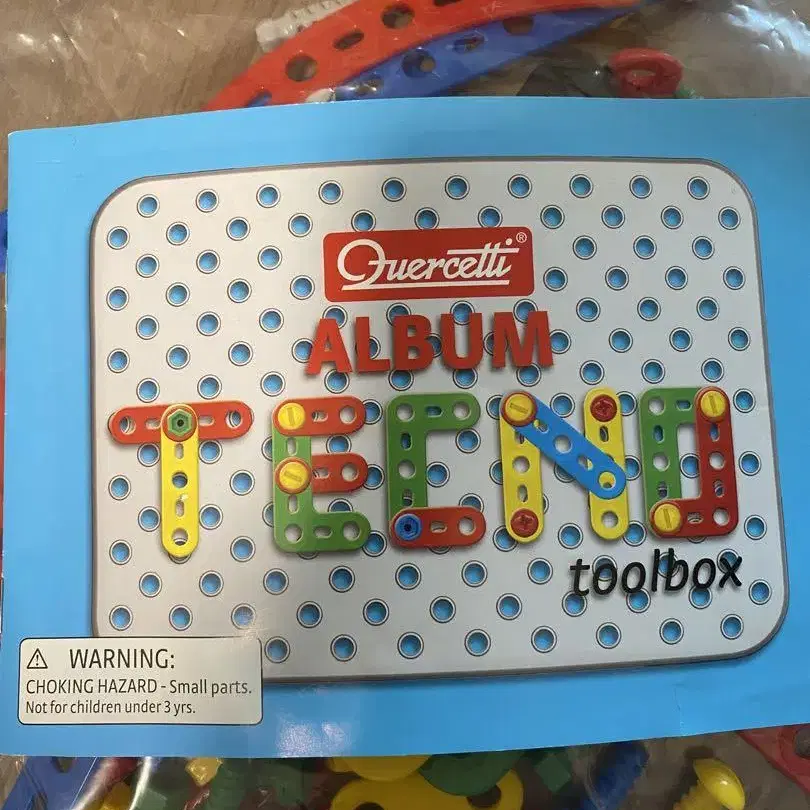 Quercetti®
ALBUM
TECNO
toolbox
⚠ WARNING:
CHOKING HAZARD - Small parts.
Not for children under 3 yrs.